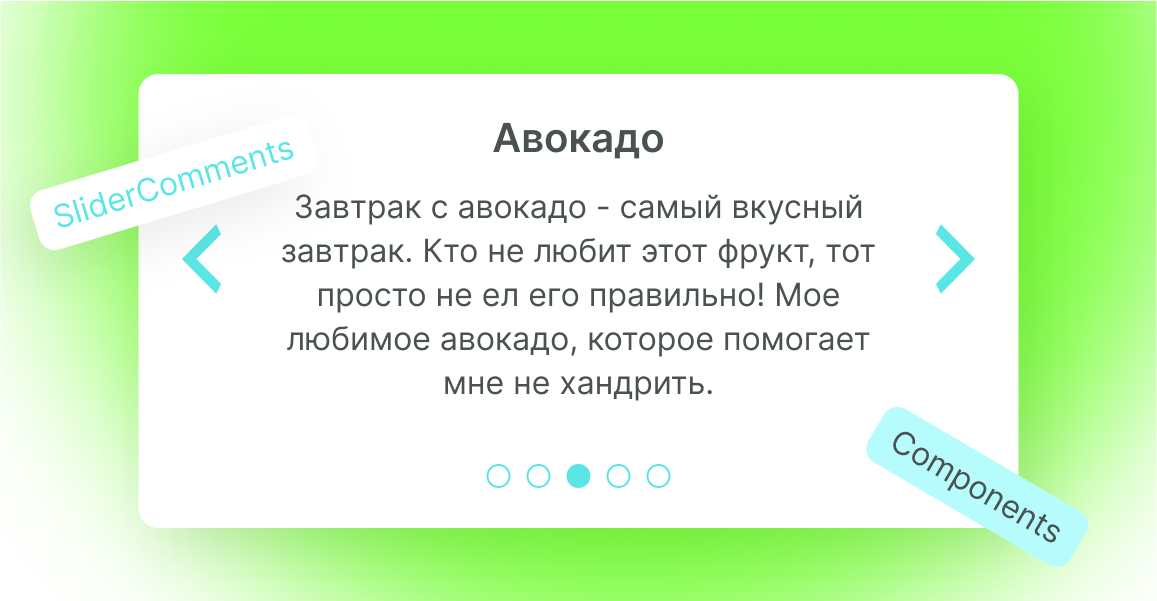 Авокадо
SliderComments
Завтрак с авокадо - самый вкусный
завтрак. Кто не любит этот фрукт, тот
просто не ел его правильно! Мое
любимое авокадо, которое помогает
мне не хандрить.
Components